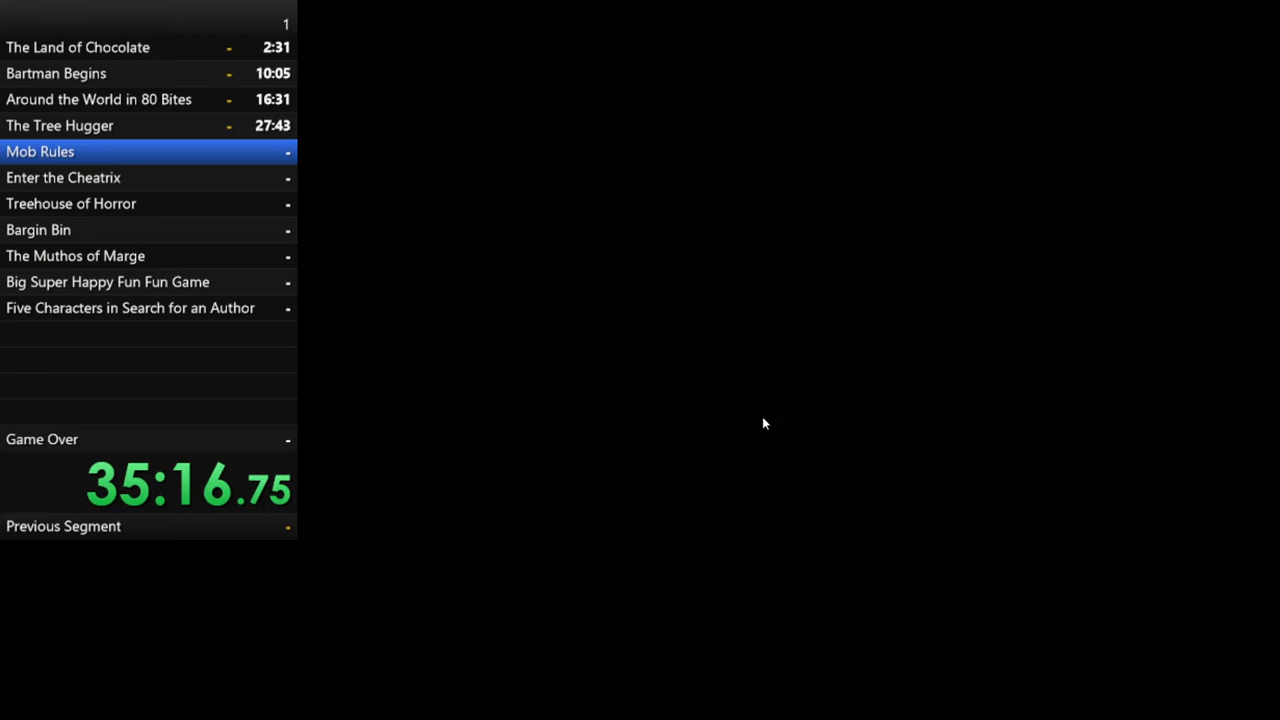 1
The Land of Chocolate - 2:31
Bartman Begins - 10:05
Around the World in 80 Bites - 16:31
The Tree Hugger - 27:43
Mob Rules -
Enter the Cheatrix -
Treehouse of Horror -
Bargin Bin -
The Muthos of Marge -
Big Super Happy Fun Fun Game -
Five Characters in Search for an Author -
Game Over -
35:16.75
Previous Segment -